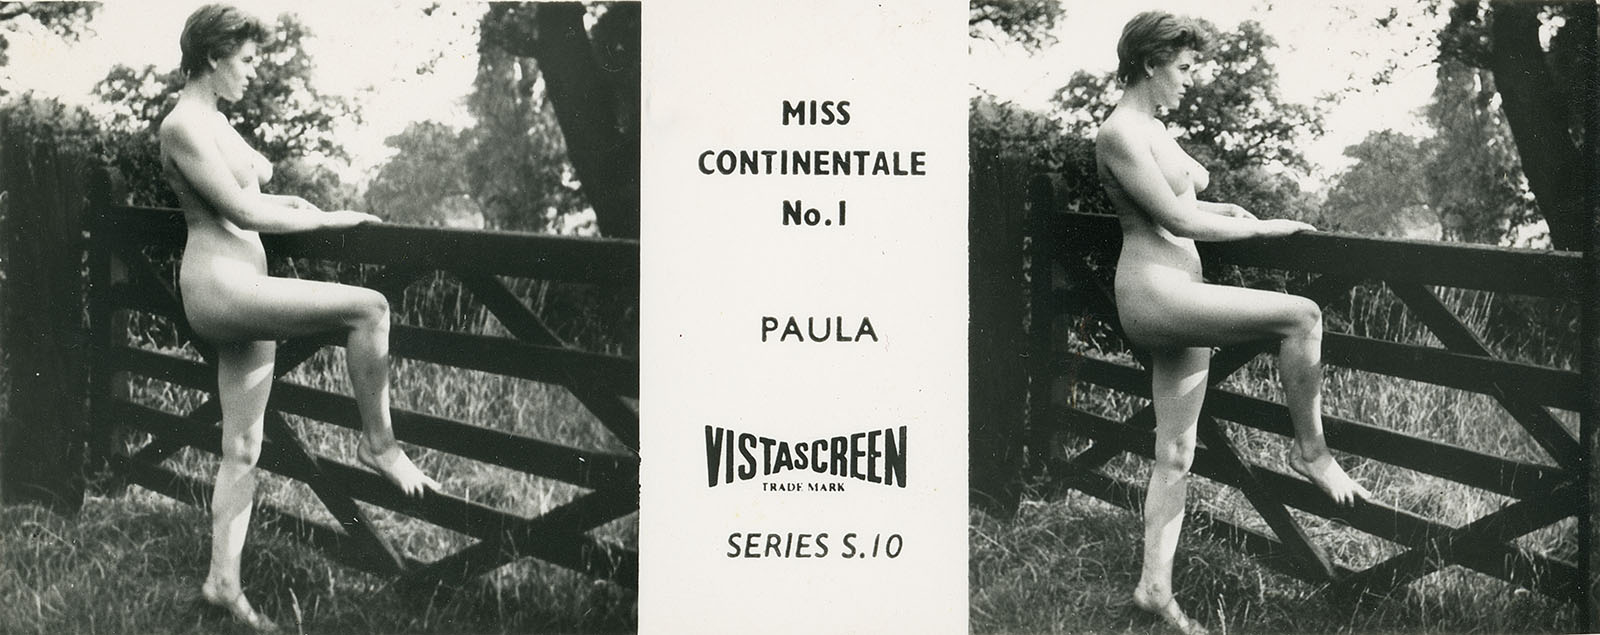 MISS
CONTINENTALE
No. 1
PAULA
VISTASCREEN
TRADE MARK
SERIES S.10